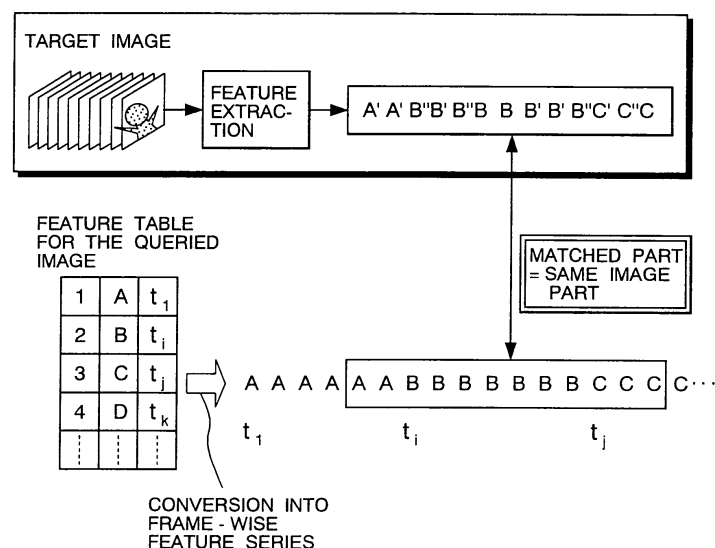 TARGET IMAGE
FEATURE
EXTRAC-
TION
A' A' B"B' B"B B B' B' B"C' C"C
FEATURE TABLE
FOR THE QUERIED
IMAGE
MATCHED PART
= SAME IMAGE
PART
1 A t1
2 B ti
3 C tj
4 D tk
A A A A A A B B B B B B B C C C C...
t1 ti tj
CONVERSION INTO
FRAME - WISE
FEATURE SERIES